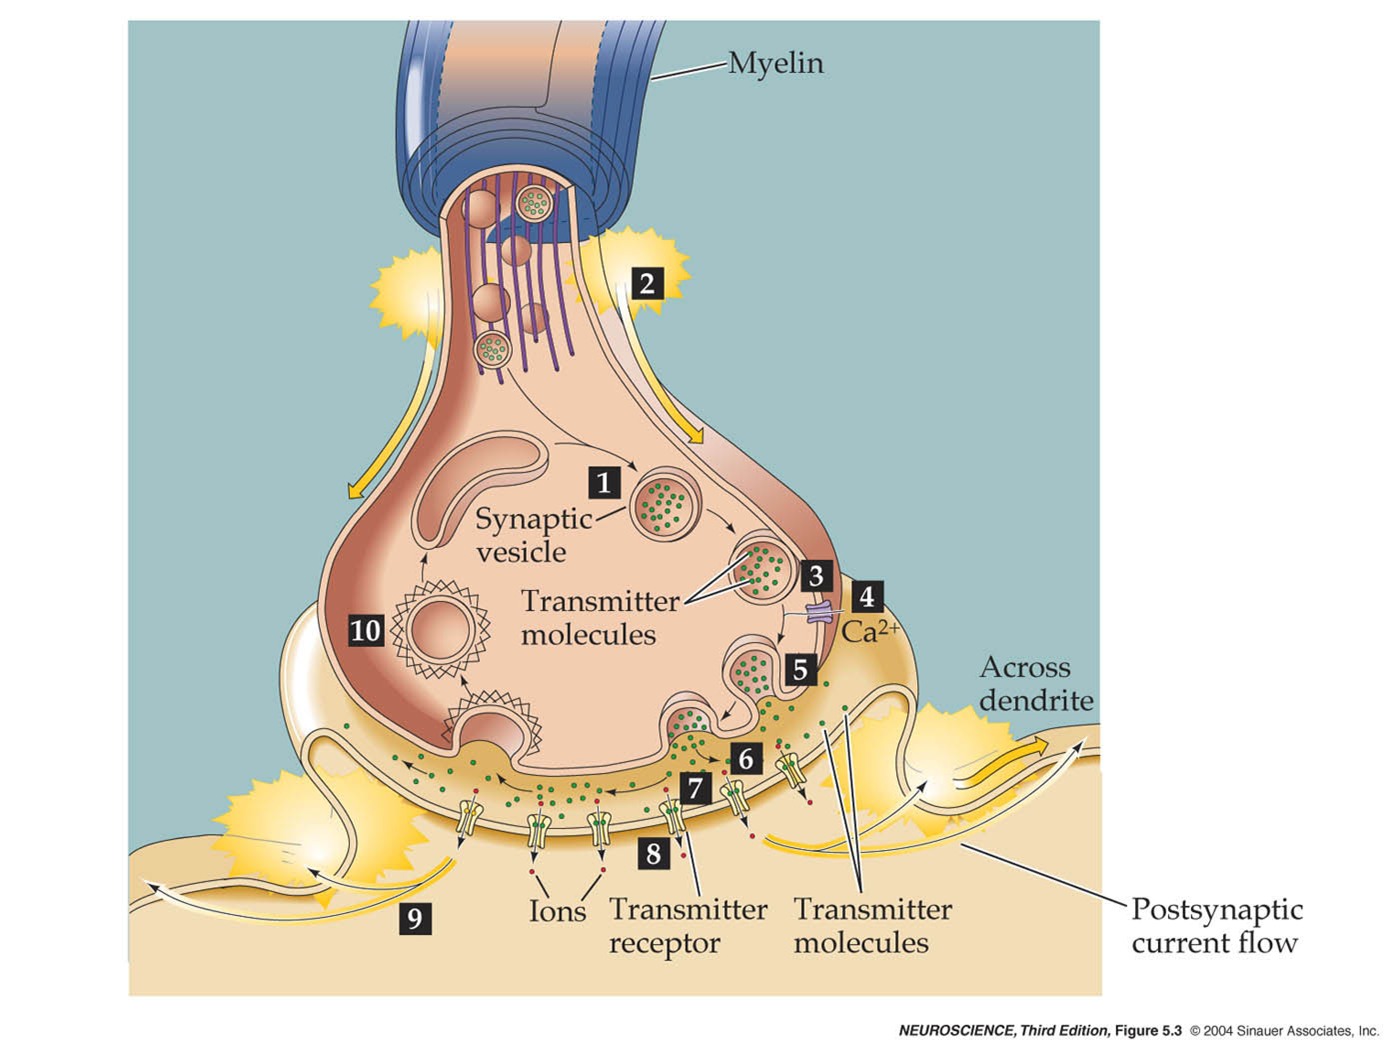 Myelin
2
1
Synaptic
vesicle
3
4
Transmitter
molecules
Ca2+
10
5
Across
dendrite
6
7
8
9
Ions
Transmitter
receptor
Transmitter
molecules
Postsynaptic
current flow
NEUROSCIENCE, Third Edition, Figure 5.3 © 2004 Sinauer Associates, Inc.